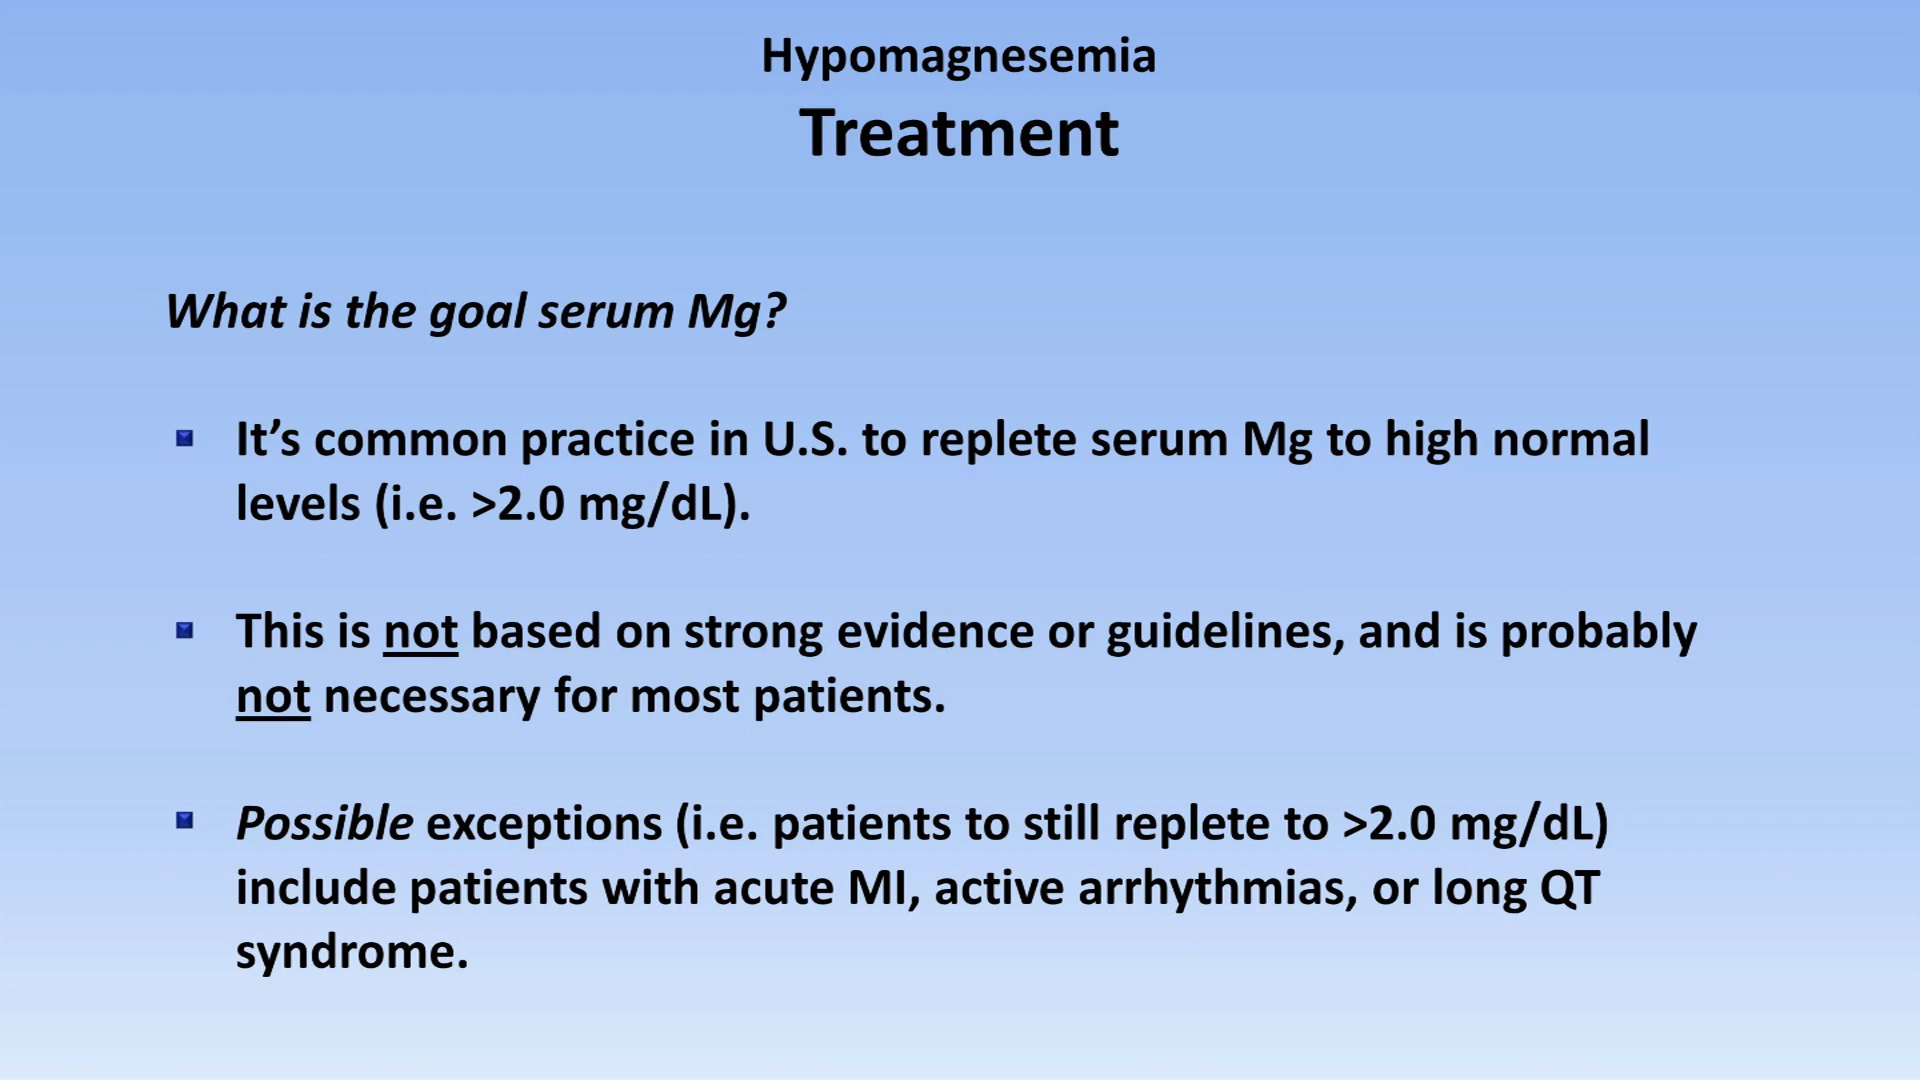 Hypomagnesemia
Treatment
What is the goal serum Mg?
It’s common practice in U.S. to replete serum Mg to high normal
levels (i.e. >2.0 mg/dL).
This is not based on strong evidence or guidelines, and is probably
not necessary for most patients.
Possible exceptions (i.e. patients to still replete to >2.0 mg/dL)
include patients with acute MI, active arrhythmias, or long QT
syndrome.